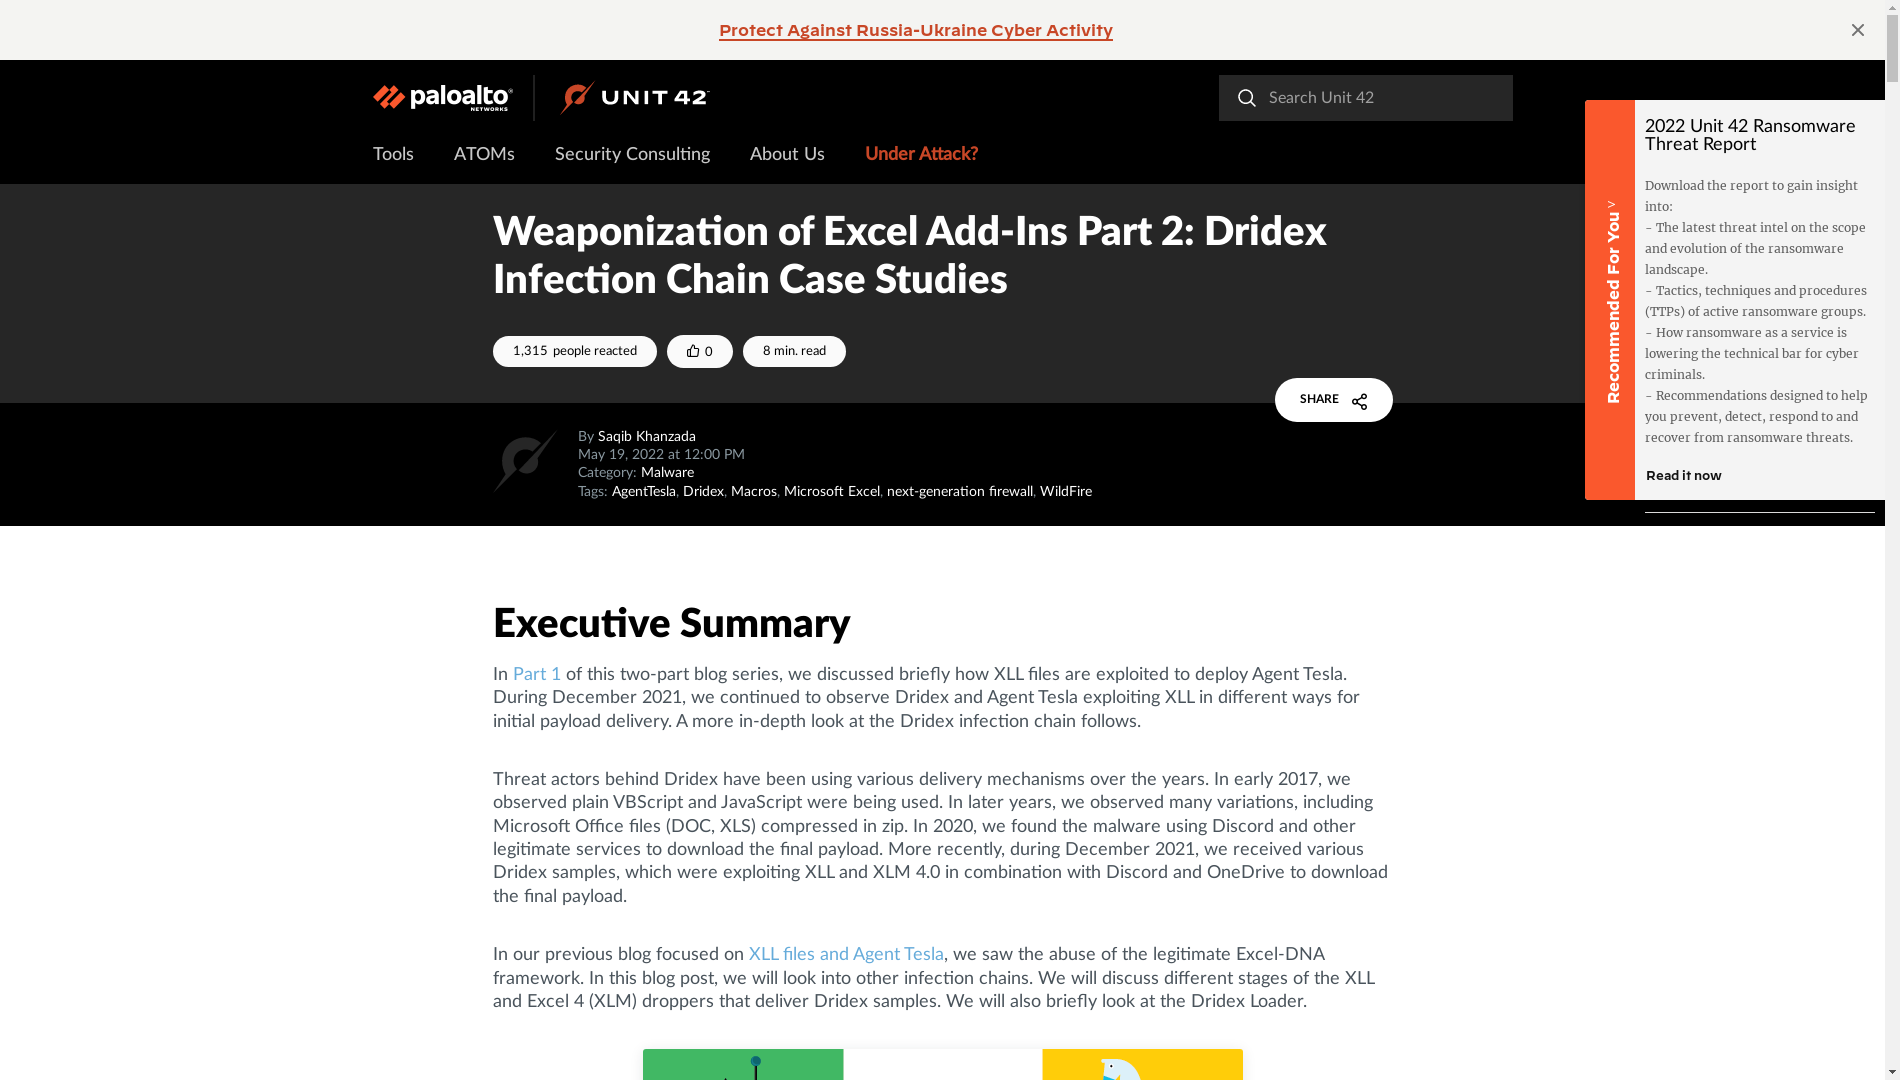 Protect Against Russia-Ukraine Cyber Activity
paloalto
NETWORKS
UNIT 42
Search Unit 42
Tools
ATOMs
Security Consulting
About Us
Under Attack?
Weaponization of Excel Add-Ins Part 2: Dridex
Infection Chain Case Studies
1,315 people reacted
0
8 min. read
SHARE
By Saqib Khanzada
May 19, 2022 at 12:00 PM
Category: Malware
Tags: AgentTesla, Dridex, Macros, Microsoft Excel, next-generation firewall, WildFire
Recommended For You >
2022 Unit 42 Ransomware
Threat Report
Download the report to gain insight
into:
- The latest threat intel on the scope
and evolution of the ransomware
landscape.
- Tactics, techniques and procedures
(TTPs) of active ransomware groups.
- How ransomware as a service is
lowering the technical bar for cyber
criminals.
- Recommendations designed to help
you prevent, detect, respond to and
recover from ransomware threats.
Read it now
Executive Summary
In Part 1 of this two-part blog series, we discussed briefly how XLL files are exploited to deploy Agent Tesla.
During December 2021, we continued to observe Dridex and Agent Tesla exploiting XLL in different ways for
initial payload delivery. A more in-depth look at the Dridex infection chain follows.
Threat actors behind Dridex have been using various delivery mechanisms over the years. In early 2017, we
observed plain VBScript and JavaScript were being used. In later years, we observed many variations, including
Microsoft Office files (DOC, XLS) compressed in zip. In 2020, we found the malware using Discord and other
legitimate services to download the final payload. More recently, during December 2021, we received various
Dridex samples, which were exploiting XLL and XLM 4.0 in combination with Discord and OneDrive to download
the final payload.
In our previous blog focused on XLL files and Agent Tesla, we saw the abuse of the legitimate Excel-DNA
framework. In this blog post, we will look into other infection chains. We will discuss different stages of the XLL
and Excel 4 (XLM) droppers that deliver Dridex samples. We will also briefly look at the Dridex Loader.